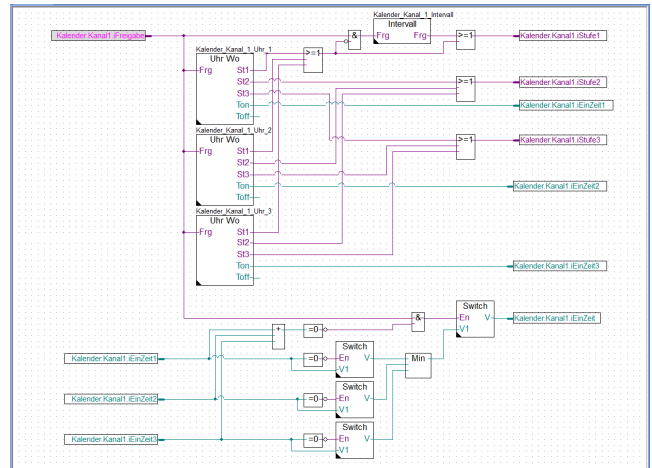 Kalender_Kanal_1_Intervall
Intervall
Kalender.Kanal1.iFreigabe
&
Frg Frg
>=1
Kalender.Kanal1.iStufe1
Kalender_Kanal_1_Uhr_1
Uhr Wo
>=1
Frg St1
St2
>=1
Kalender.Kanal1.iStufe2
St3
Ton
Kalender.Kanal1.iEinZeit1
Toff
Kalender_Kanal_1_Uhr_2
Uhr Wo
>=1
Kalender.Kanal1.iStufe3
Frg St1
St2
St3
Ton
Kalender.Kanal1.iEinZeit2
Toff
Kalender_Kanal_1_Uhr_3
Uhr Wo
Frg St1
St2
St3
Ton
Kalender.Kanal1.iEinZeit3
Toff
Switch
&
En V
Kalender.Kanal1.iEinZeit
+
=0
V1
Switch
Kalender.Kanal1.iEinZeit1
=0
En V
Min
V1
Switch
Kalender.Kanal1.iEinZeit2
=0
En V
V1
Switch
Kalender.Kanal1.iEinZeit3
=0
En V
V1